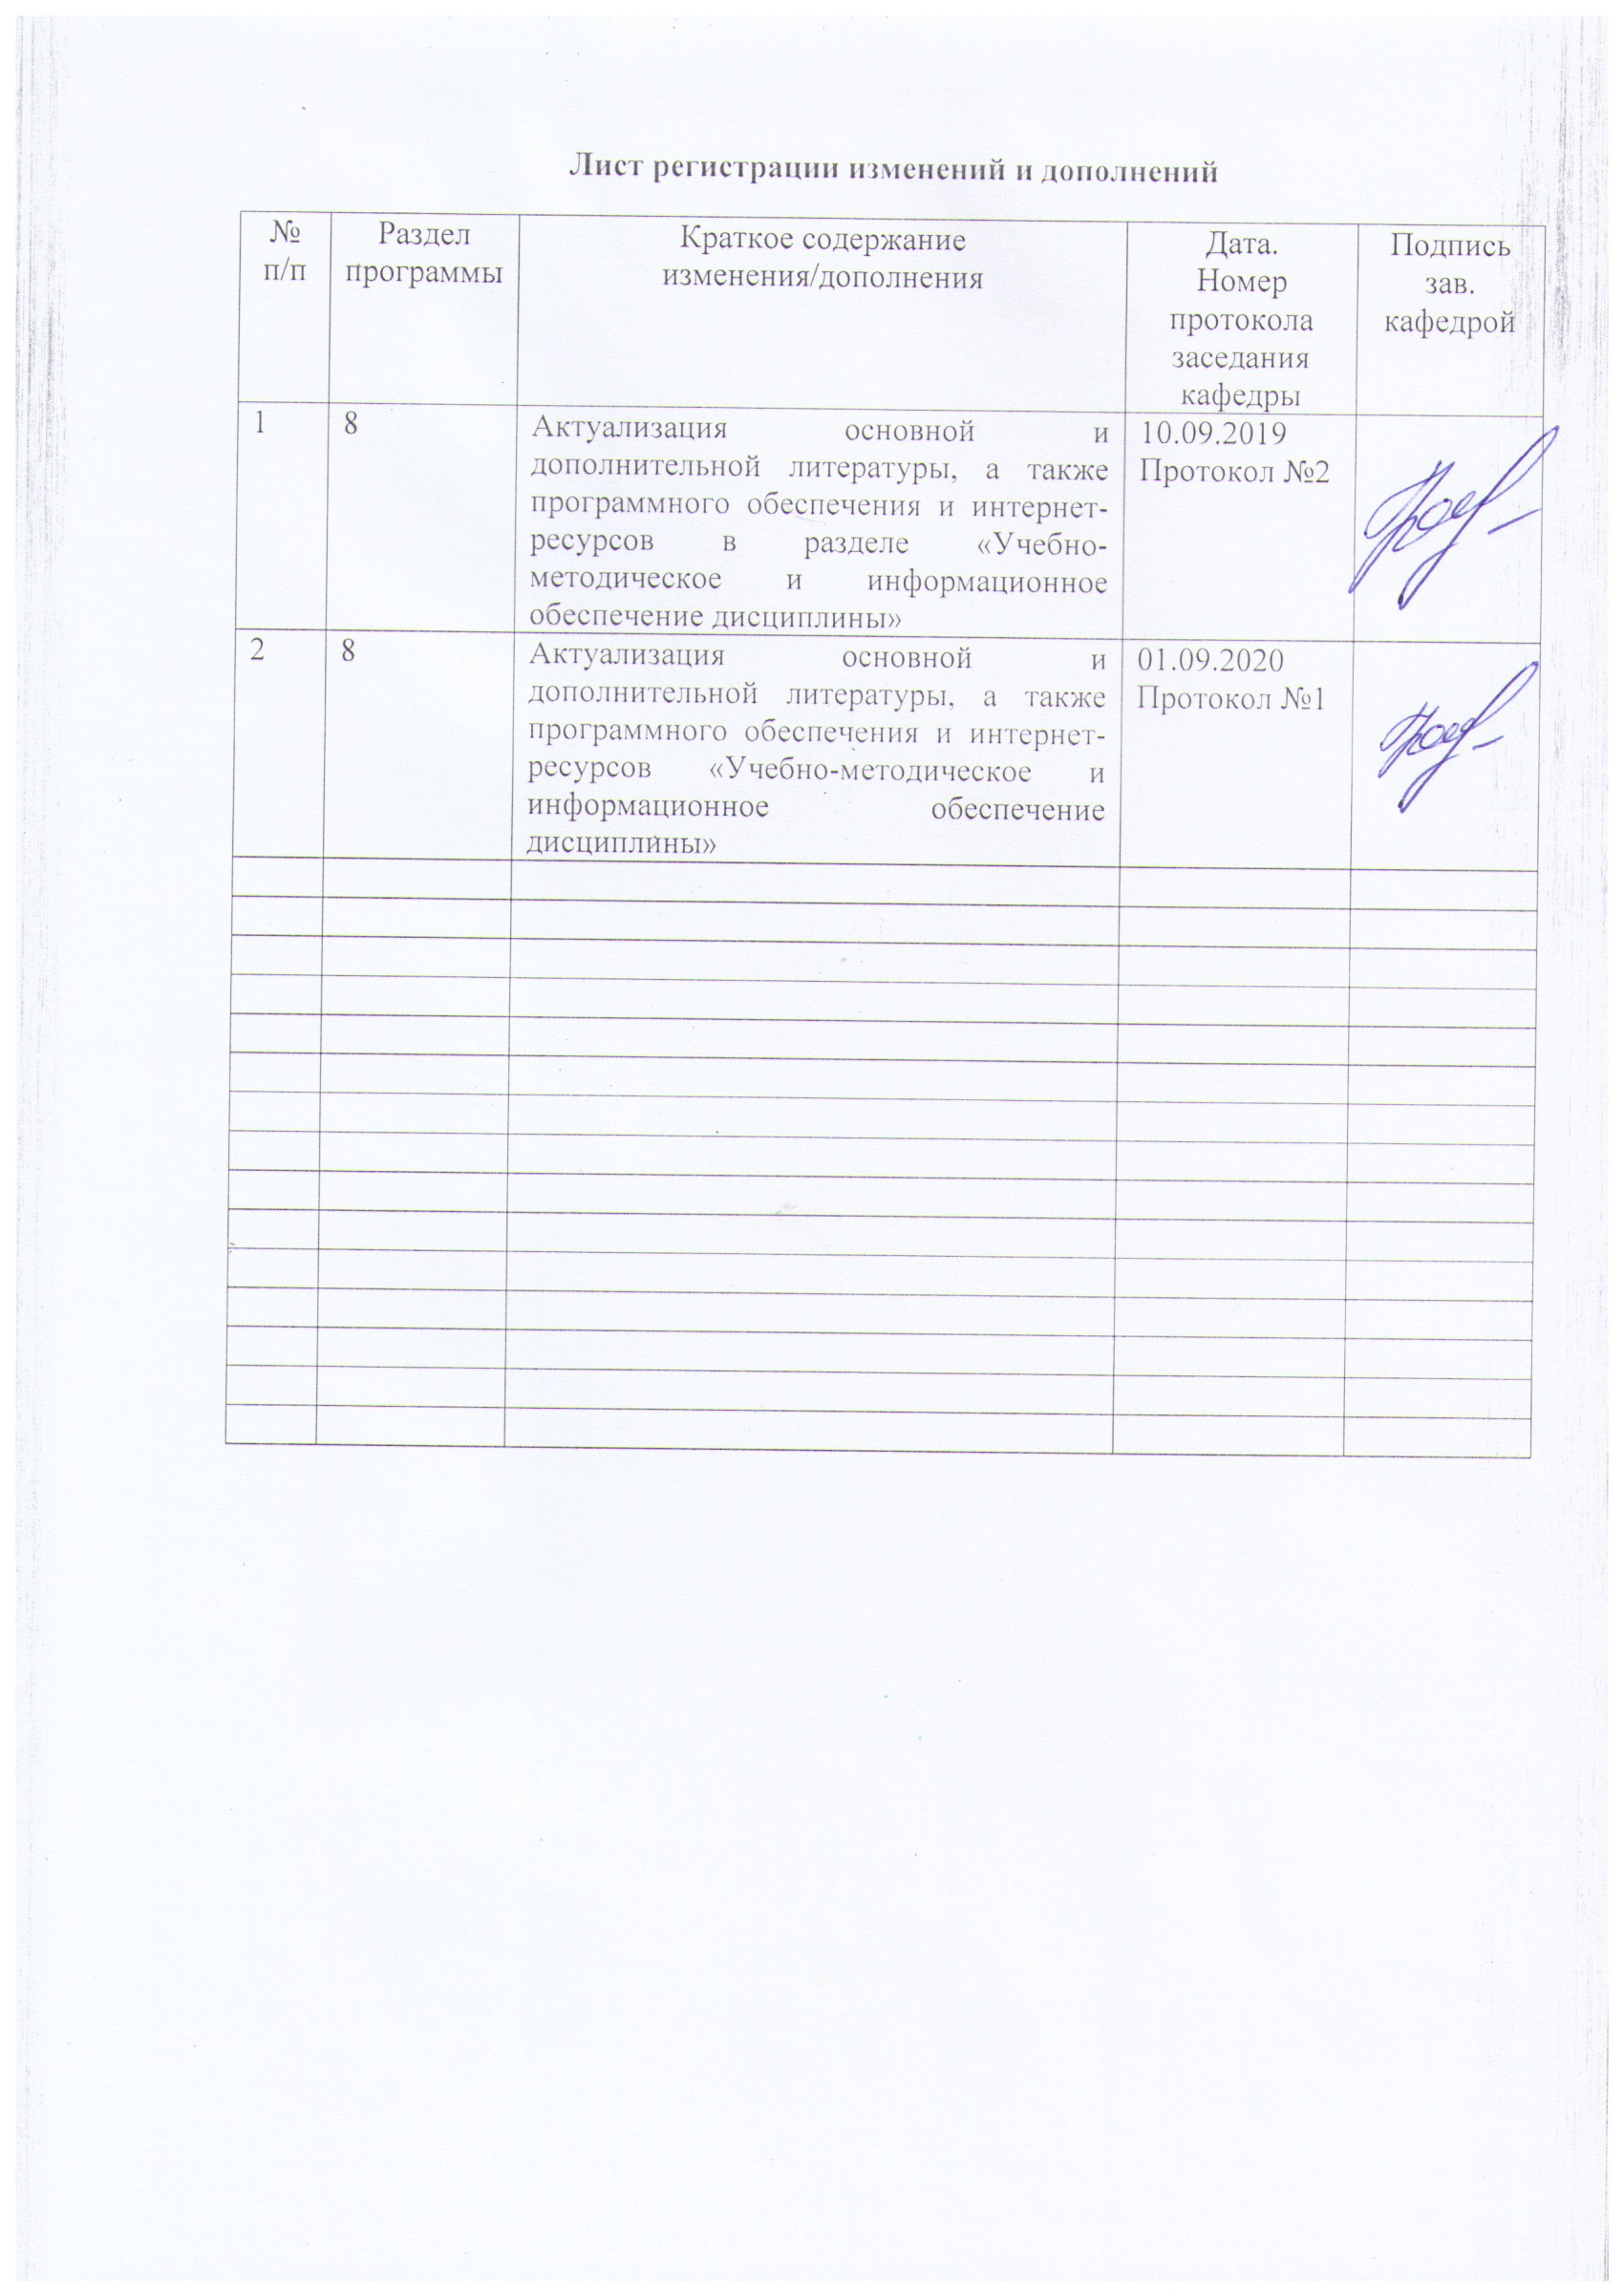 Лист регистрации изменений и дополнений
№
п/п
Раздел
программы
Краткое содержание
изменения/дополнения
Дата.
Номер
протокола
заседания
кафедры
Подпись
зав.
кафедрой
1
8
Актуализация основной и
дополнительной литературы, а также
программного обеспечения и интернет-
ресурсов в разделе «Учебно-
методическое и информационное
обеспечение дисциплины»
10.09.2019
Протокол №2
2
8
Актуализация основной и
дополнительной литературы, а также
программного обеспечения и интернет-
ресурсов «Учебно-методическое и
информационное обеспечение
дисциплины»
01.09.2020
Протокол №1